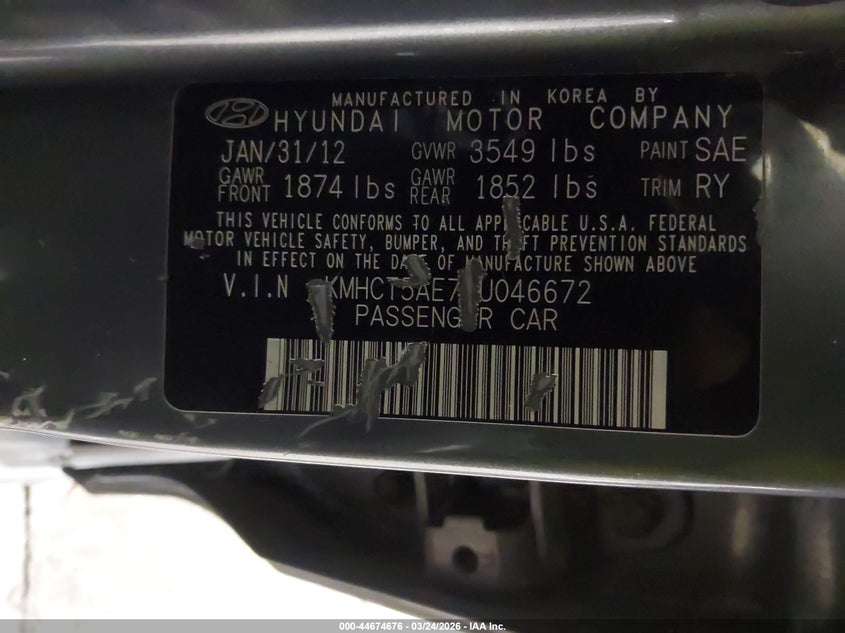 MANUFACTURED IN KOREA BY
HYUNDAI MOTOR COMPANY
JAN/31/12 GVWR 3549 lbs PAINT SAE
GAWR FRONT 1874 lbs GAWR REAR 1852 lbs TRIM RY
THIS VEHICLE CONFORMS TO ALL APPLICABLE U.S.A. FEDERAL
MOTOR VEHICLE SAFETY, BUMPER, AND THEFT PREVENTION STANDARDS
IN EFFECT ON THE DATE OF MANUFACTURE SHOWN ABOVE
V.I.N
PASSENGER CAR
000-44674676 - 03/24/2026 - IAA Inc.